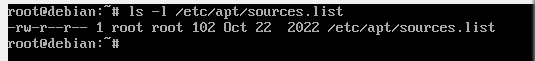 root@debian:~# ls -l /etc/apt/sources.list
-rw-r--r-- 1 root root 102 Oct 22  2022 /etc/apt/sources.list
root@debian:~#